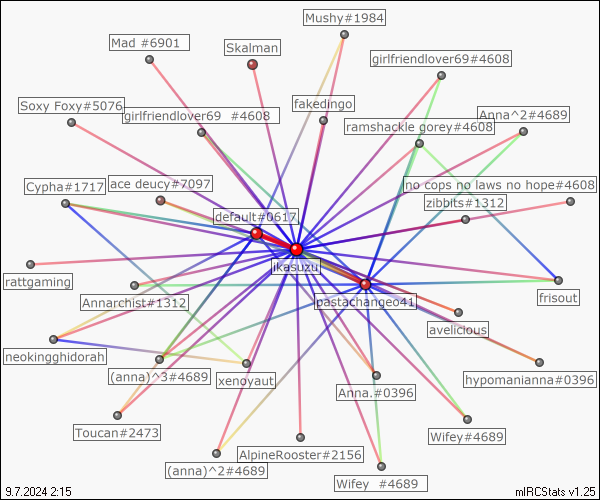 Mushy#1984
Mad #6901
Skalman
girlfriendlover69#4608
Soxy Foxy#5076
girlfriendlover69  #4608
fakedingo
ramshackle gorey#4608
Anna^2#4689
Cypha#1717
ace deucy#7097
no cops no laws no hope#4608
zibbits#1312
default#0617
jkasuzu
rattgaming
Annarchist#1312
pastachange041
frisout
avelicious
neokingghidorah
(anna)^3#4689
xenoyaut
Anna.#0396
hypomanianna#0396
Toucan#2473
Wifey#4689
(anna)^2#4689
AlpineRooster#2156
Wifey  #4689
9.7.2024 2:15
mIRCStats v1.25